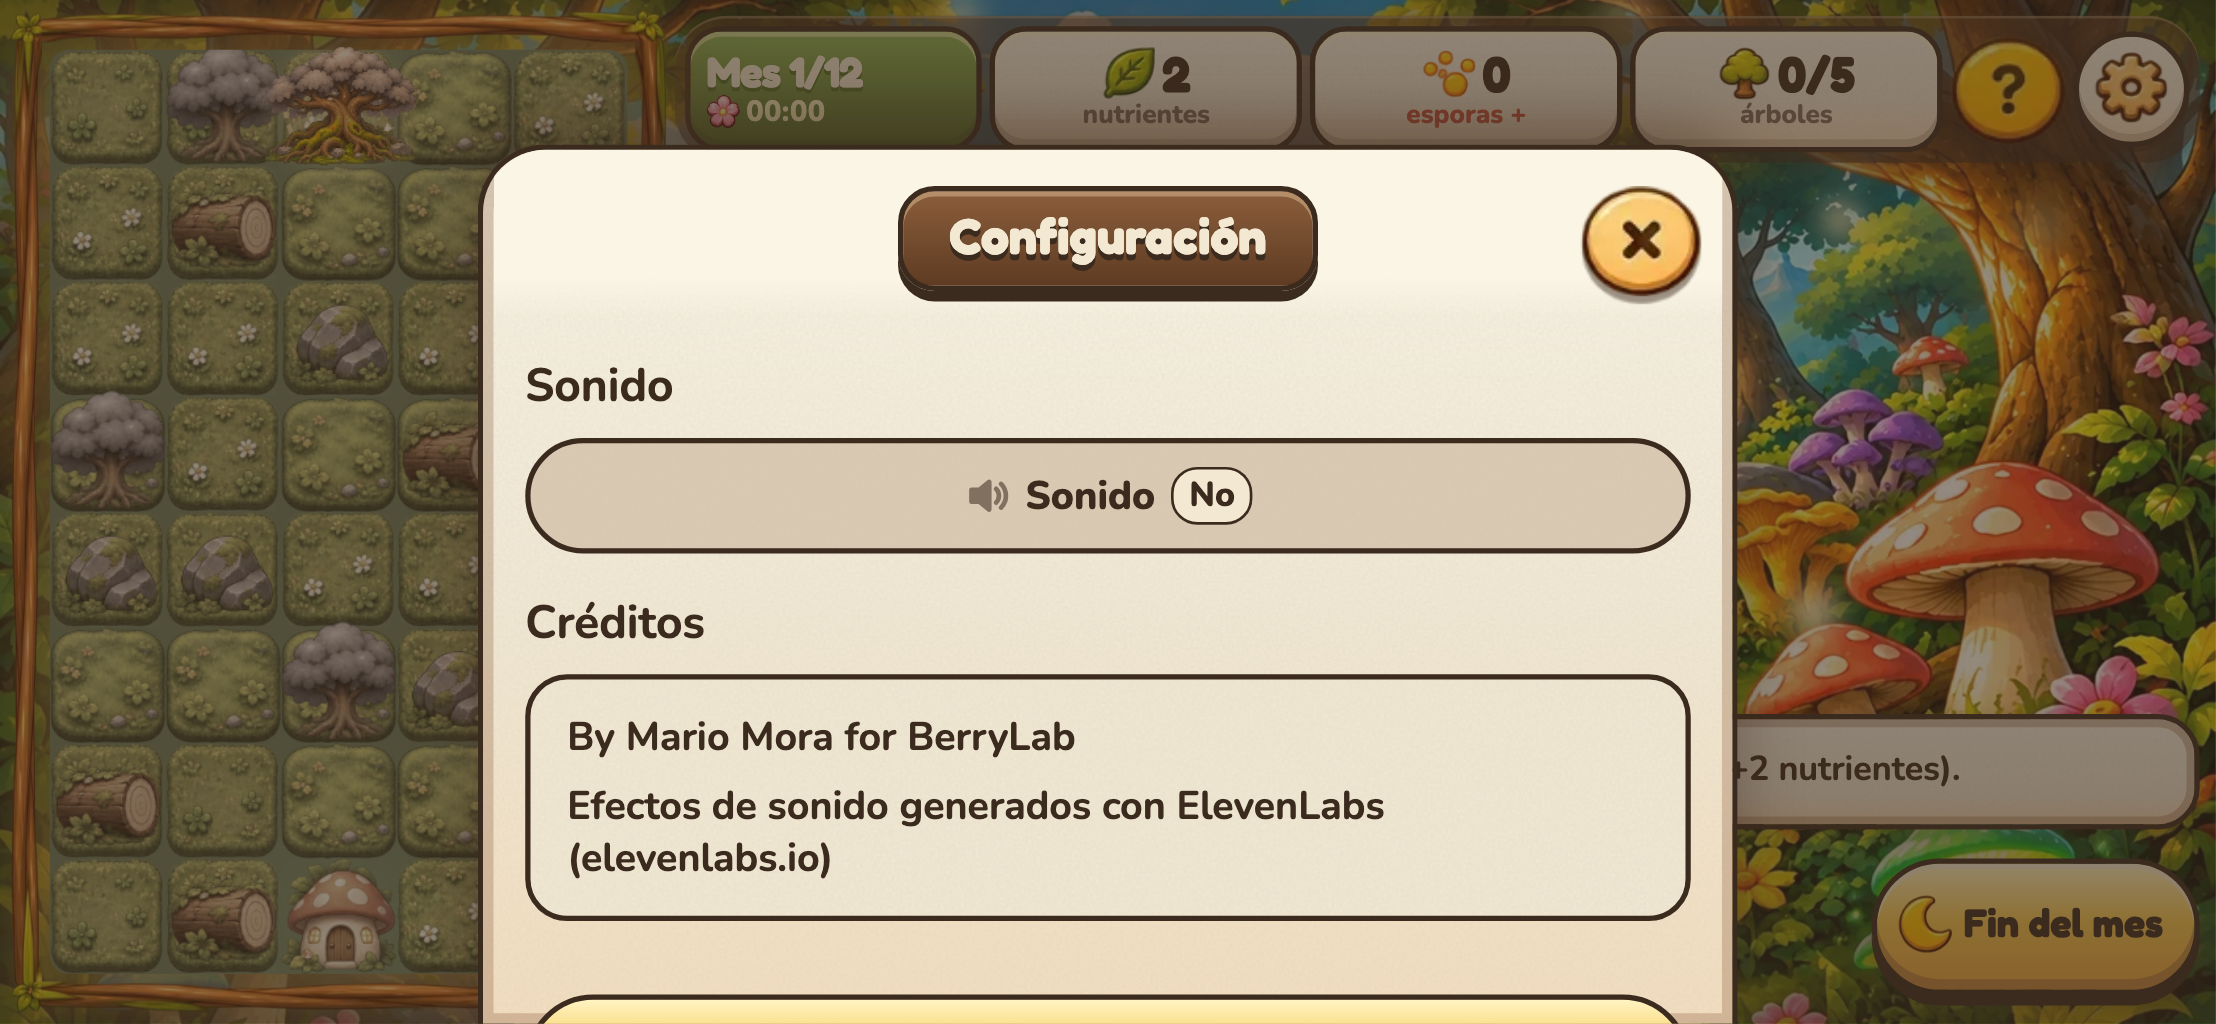 Mes 1/12
00:00
2
nutrientes
0
esporas +
0/5
árboles
?
Configuración
Sonido
Sonido No
Créditos
By Mario Mora for BerryLab
Efectos de sonido generados con ElevenLabs
(elevenlabs.io)
+2 nutrientes).
Fin del mes